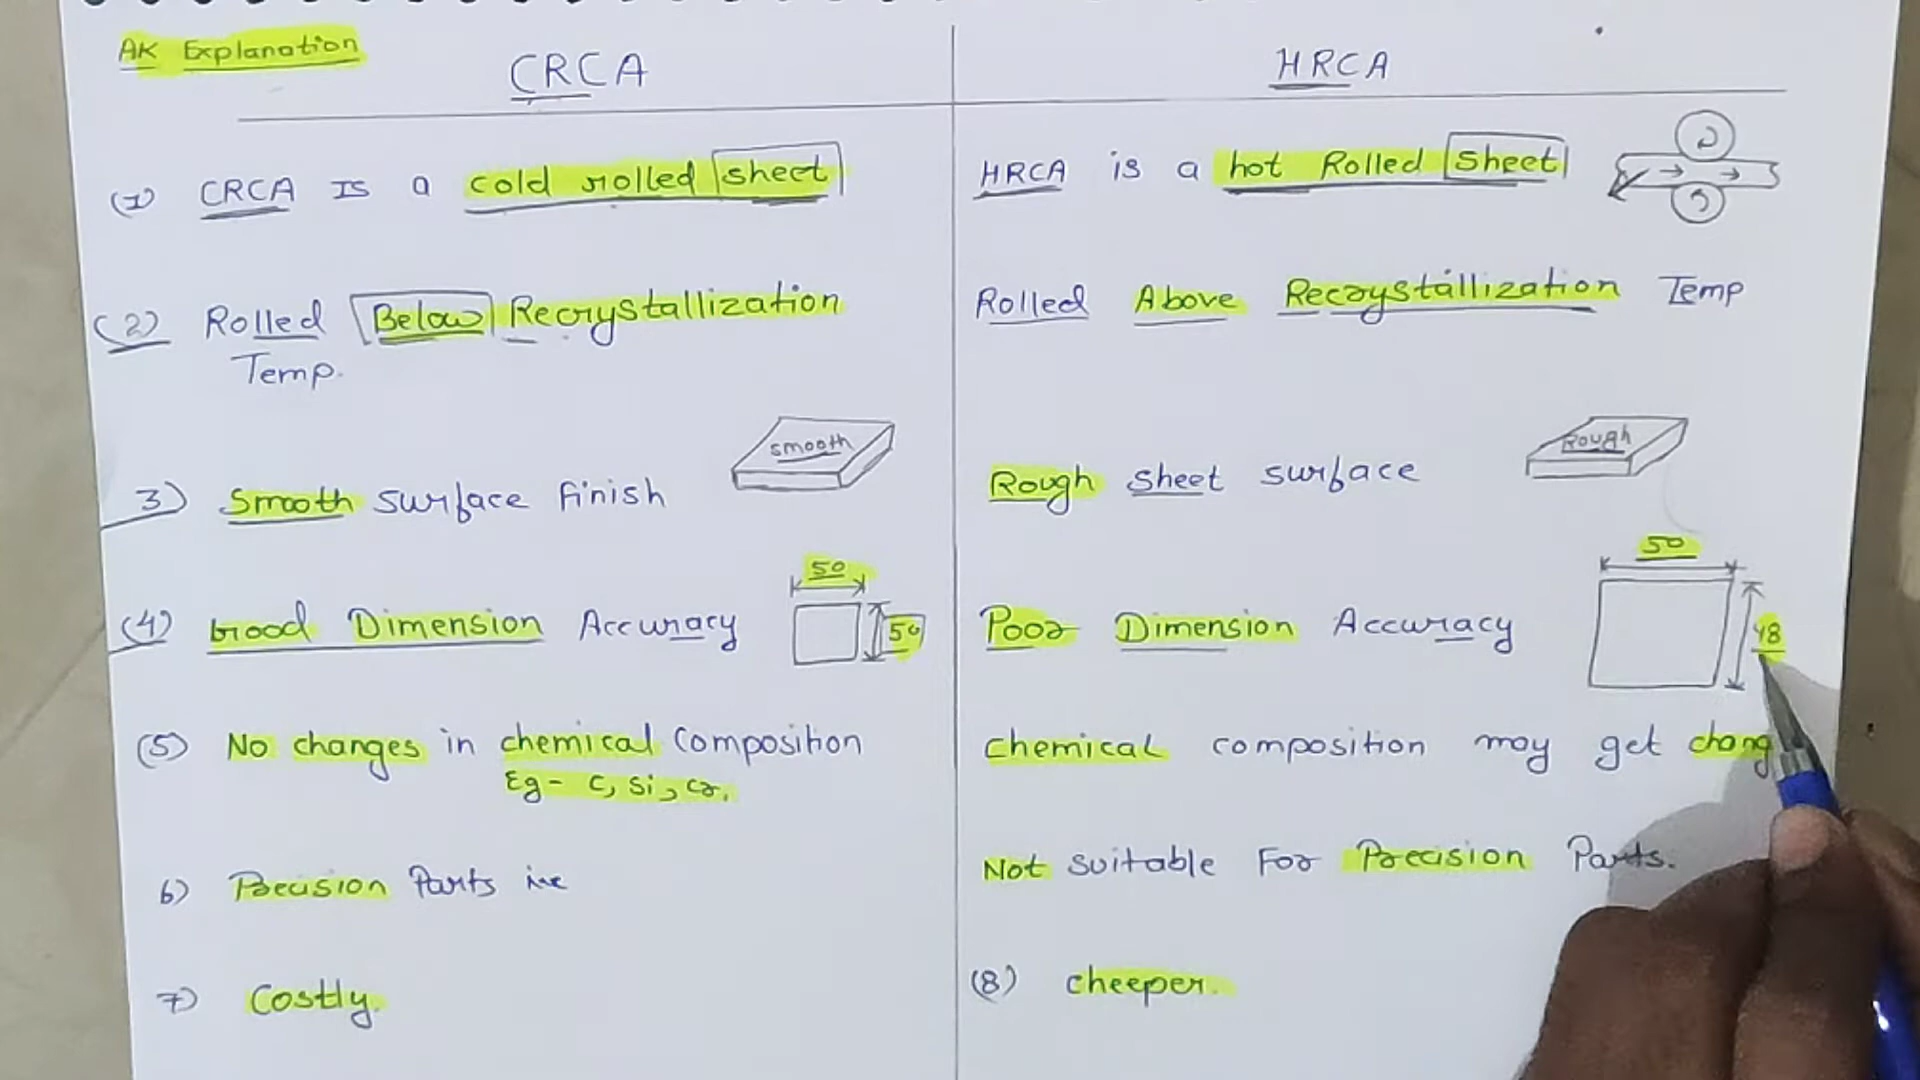 AK Explanation
CRCA
HRCA
(1) CRCA IS a cold rolled sheet
HRCA is a hot Rolled Sheet
(2) Rolled Below Recrystallization
Temp.
Rolled Above Recrystallization Temp
smooth
Rough
3) Smooth surface finish
Rough sheet surface
50
50
(4) Good Dimension Accuracy
50
Poor Dimension Accuracy
48
(5) No changes in chemical composition
Eg - C, Si, Cr.
chemical composition may get chang
6) Precision Parts
Not suitable For Precision Parts.
7) Costly.
(8) cheeper.